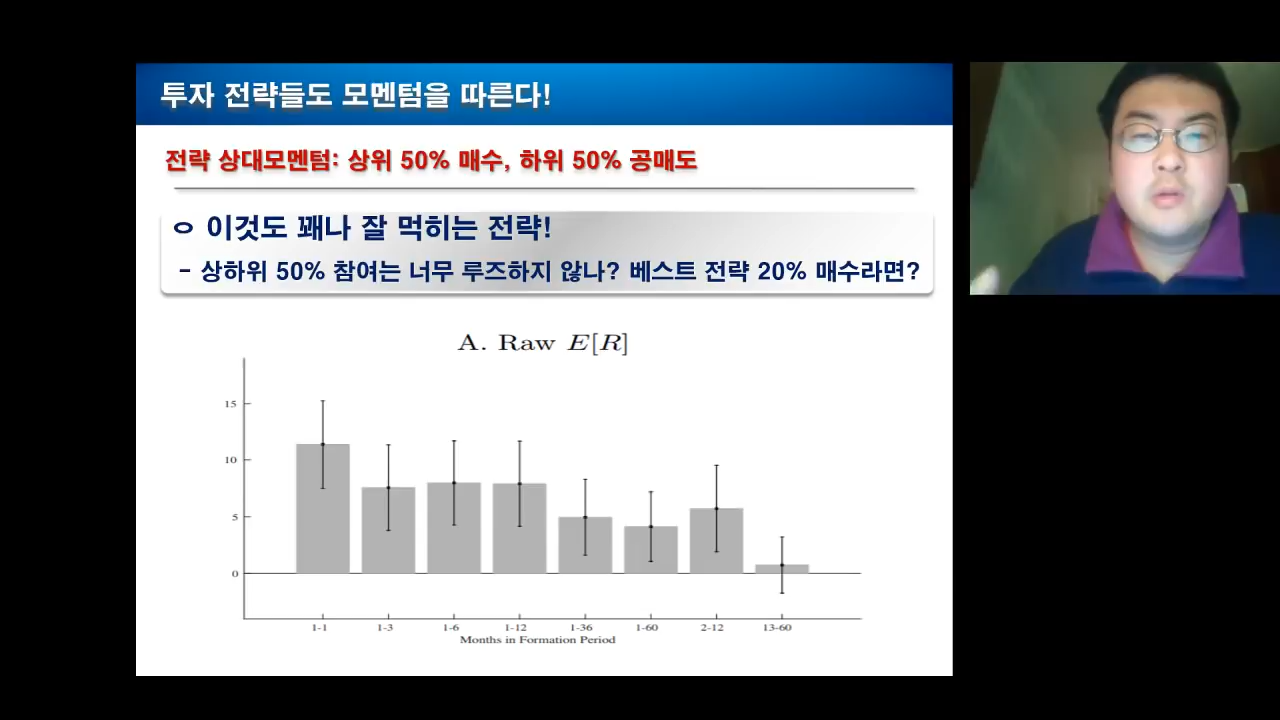 투자 전략들도 모멘텀을 따른다!
전략 상대모멘텀: 상위 50% 매수, 하위 50% 공매도
ㅇ 이것도 꽤나 잘 먹히는 전략!
- 상하위 50% 참여는 너무 루즈하지 않나? 베스트 전략 20% 매수라면?
A. Raw E[R]
15
10
5
0
1-1 1-3 1-6 1-12 1-36 1-60 2-12 13-60
Months in Formation Period